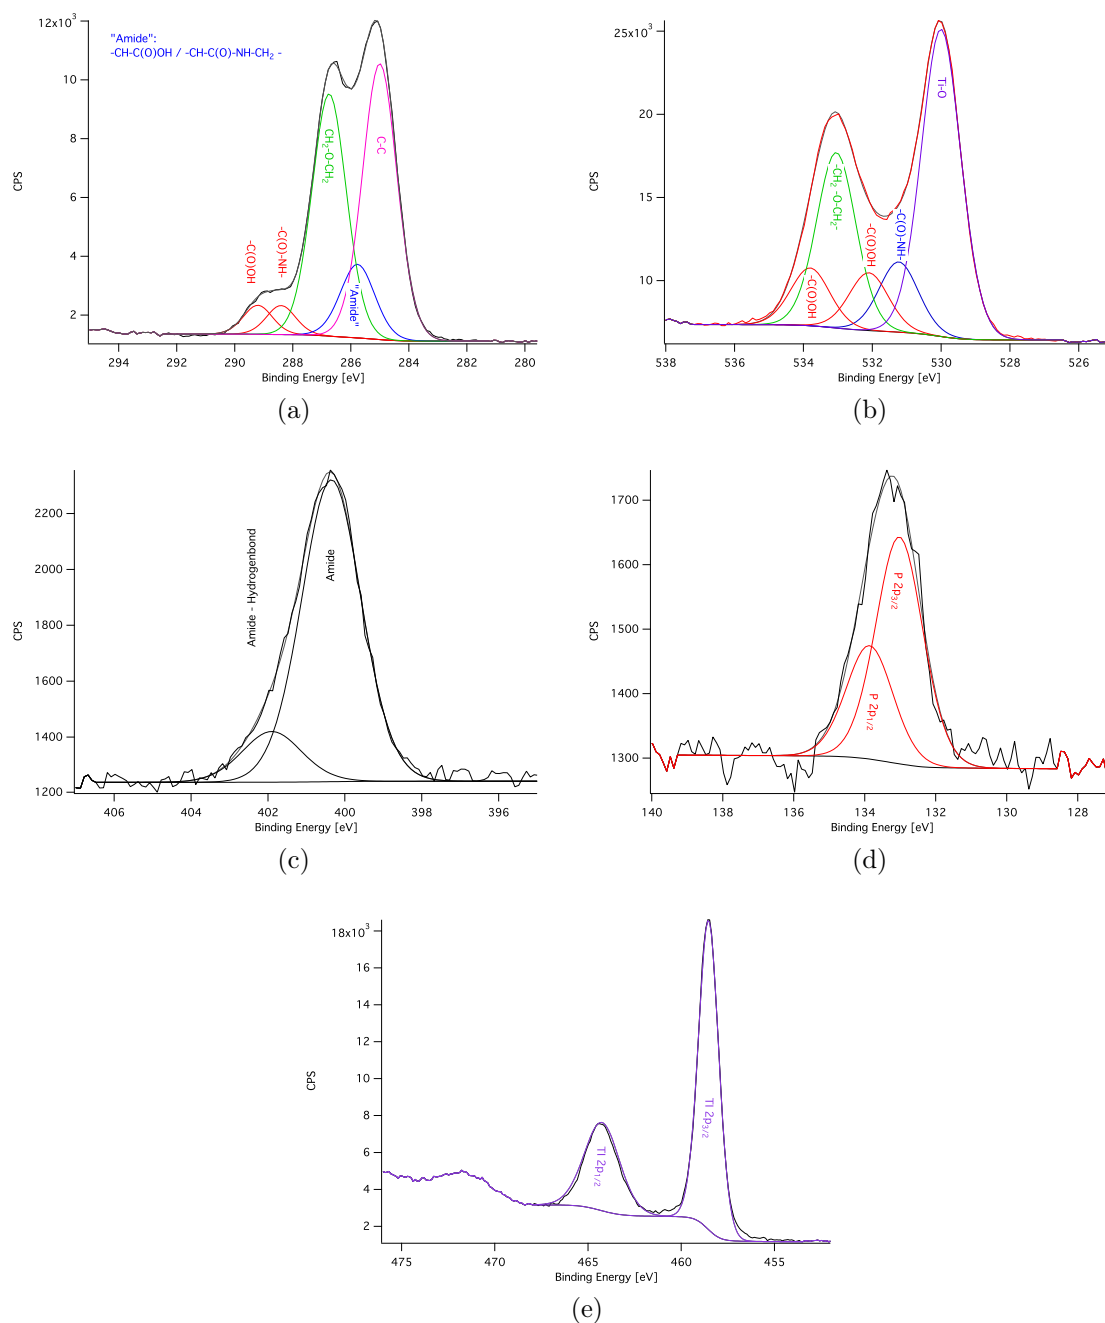 12x10³
10
8
6
4
2
CPS
"Amide":
-CH-C(O)OH / -CH-C(O)-NH-CH₂ -
-C(O)OH
-C(O)-NH-
CH₂-O-CH₂
"Amide"
C-C
294 292 290 288 286 284 282 280
Binding Energy [eV]
(a)
25x10³
20
15
10
CPS
-C(O)OH
-CH₂ -O-CH₂-
-C(O)OH
-C(O)-NH-
Ti-O
538 536 534 532 530 528 526
Binding Energy [eV]
(b)
2200
2000
1800
1600
1400
1200
CPS
Amide - Hydrogenbond
Amide
406 404 402 400 398 396
Binding Energy [eV]
(c)
1700
1600
1500
1400
1300
CPS
P 2p₁/₂
P 2p₃/₂
140 138 136 134 132 130 128
Binding Energy [eV]
(d)
18x10³
16
14
12
10
8
6
4
2
CPS
TI 2p₁/₂
TI 2p₃/₂
475 470 465 460 455
Binding Energy [eV]
(e)